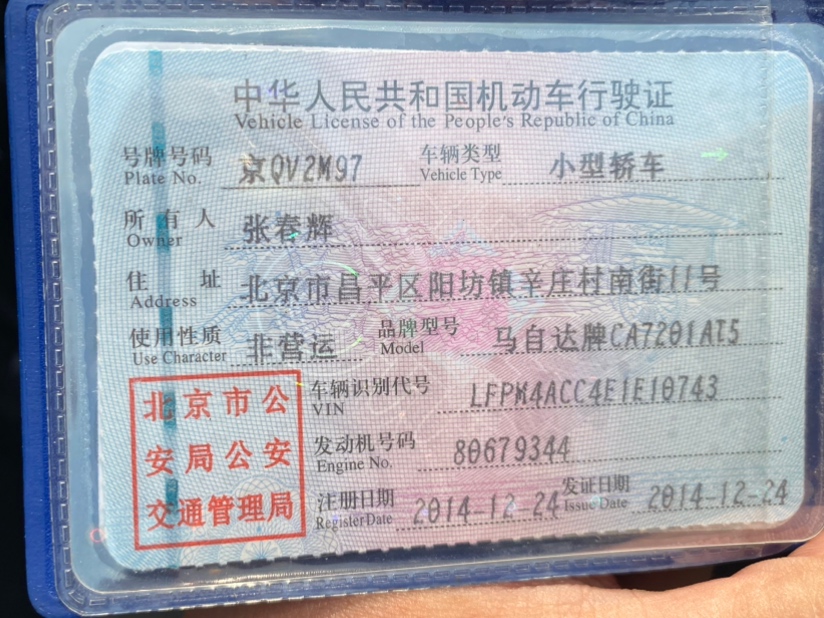 中华人民共和国机动车行驶证
Vehicle License of the People's Republic of China
号牌号码 京QV2M97 车辆类型 小型轿车
Plate No. Vehicle Type
所有人 张春辉
Owner
住址 北京市昌平区阳坊镇辛庄村南街11号
Address
使用性质 非营运 品牌型号 马自达牌CA7201AT5
Use Character Model
北京市公
安局公安
交通管理局
车辆识别代号 LFPM4ACC4E1E10743
VIN
发动机号码 80679344
Engine No.
注册日期 2014-12-24 发证日期 2014-12-24
Register Date Issue Date